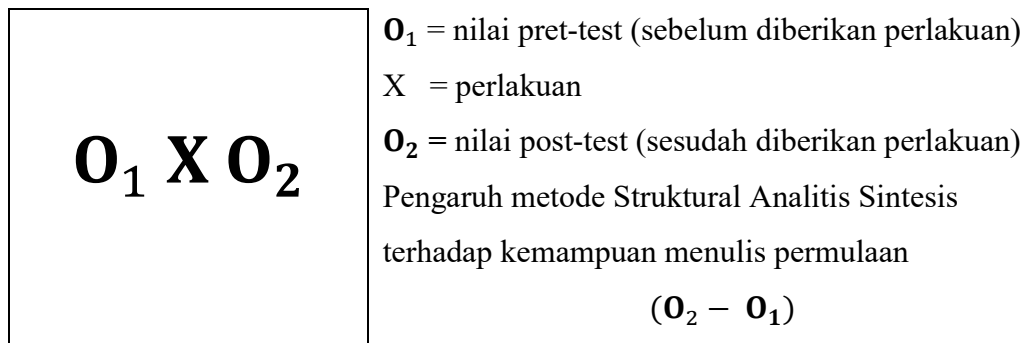 O₁ X O₂
O₁ = nilai pret-test (sebelum diberikan perlakuan)
X = perlakuan
O₂ = nilai post-test (sesudah diberikan perlakuan)
Pengaruh metode Struktural Analitis Sintesis
terhadap kemampuan menulis permulaan
(O₂ − O₁)